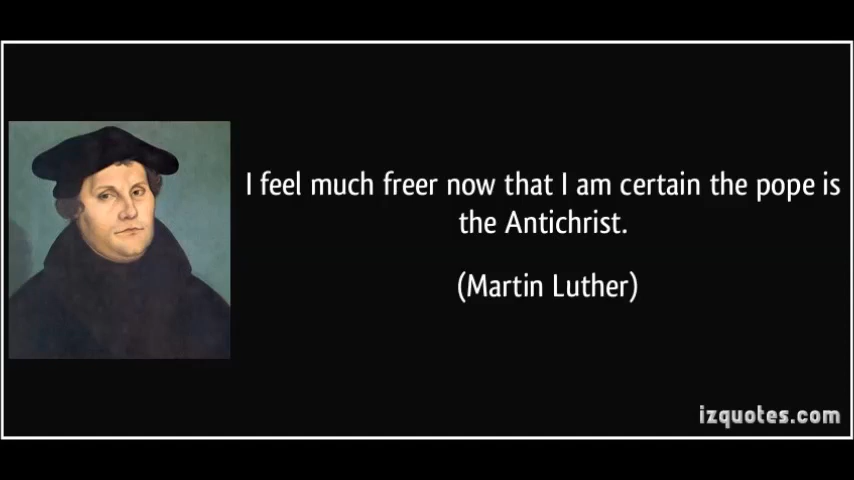 I feel much freer now that I am certain the pope is
the Antichrist.
(Martin Luther)
izquotes.com